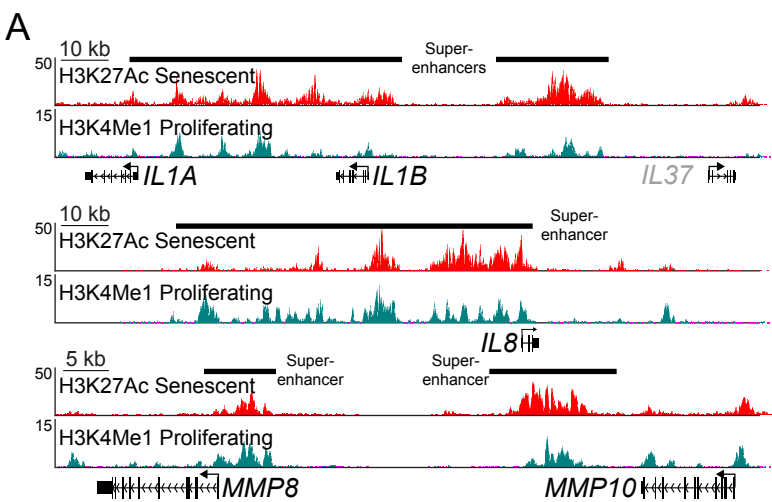 A
10 kb
Super-
enhancers
50
H3K27Ac Senescent
15
H3K4Me1 Proliferating
IL1A IL1B IL37
10 kb
Super-
enhancer
50
H3K27Ac Senescent
15
H3K4Me1 Proliferating
IL8
5 kb
Super-
enhancer
Super-
enhancer
50
H3K27Ac Senescent
15
H3K4Me1 Proliferating
MMP8 MMP10